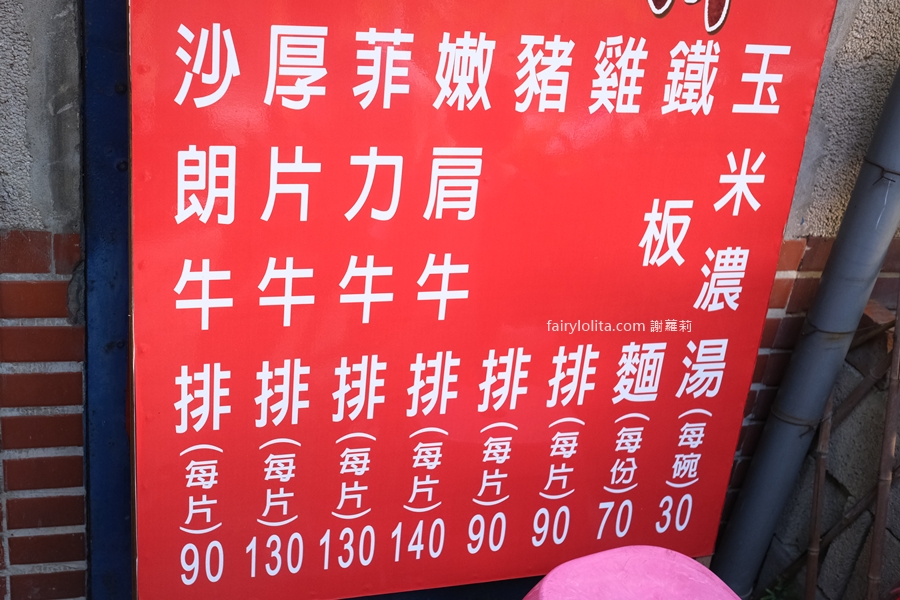 玉米濃湯(每碗)30
鐵板麵(每份)70
雞排(每片)90
豬排(每片)90
嫩肩牛排(每片)140
菲力牛排(每片)130
厚片牛排(每片)130
沙朗牛排(每片)90
fairylolita.com 謝蘿莉